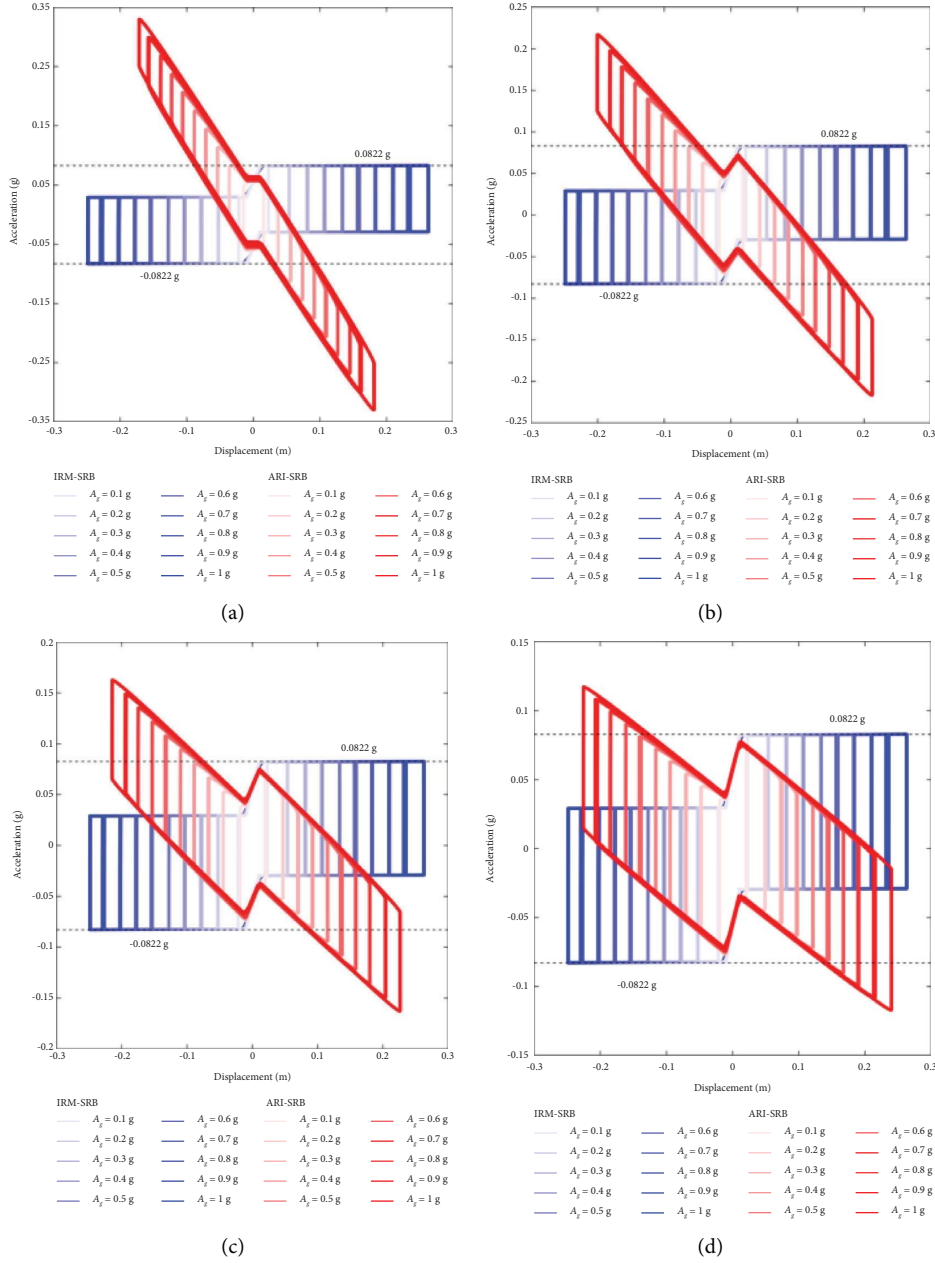 0.35
0.25
0.15
0.05
-0.05
-0.15
-0.25
-0.35
Acceleration (g)
0.0822 g
-0.0822 g
-0.3
-0.2
-0.1
0
0.1
0.2
0.3
Displacement (m)
IRM-SRB
ARI-SRB
A_g = 0.1 g A_g = 0.6 g A_g = 0.1 g A_g = 0.6 g
A_g = 0.2 g A_g = 0.7 g A_g = 0.2 g A_g = 0.7 g
A_g = 0.3 g A_g = 0.8 g A_g = 0.3 g A_g = 0.8 g
A_g = 0.4 g A_g = 0.9 g A_g = 0.4 g A_g = 0.9 g
A_g = 0.5 g A_g = 1 g A_g = 0.5 g A_g = 1 g
(a)
0.25
0.2
0.15
0.1
0.05
0
-0.05
-0.1
-0.15
-0.2
-0.25
Acceleration (g)
0.0822 g
-0.0822 g
-0.3
-0.2
-0.1
0
0.1
0.2
0.3
Displacement (m)
IRM-SRB
ARI-SRB
A_g = 0.1 g A_g = 0.6 g A_g = 0.1 g A_g = 0.6 g
A_g = 0.2 g A_g = 0.7 g A_g = 0.2 g A_g = 0.7 g
A_g = 0.3 g A_g = 0.8 g A_g = 0.3 g A_g = 0.8 g
A_g = 0.4 g A_g = 0.9 g A_g = 0.4 g A_g = 0.9 g
A_g = 0.5 g A_g = 1 g A_g = 0.5 g A_g = 1 g
(b)
0.2
0.15
0.1
0.05
0
-0.05
-0.1
-0.15
-0.2
Acceleration (g)
0.0822 g
-0.0822 g
-0.3
-0.2
-0.1
0
0.1
0.2
0.3
Displacement (m)
IRM-SRB
ARI-SRB
A_g = 0.1 g A_g = 0.6 g A_g = 0.1 g A_g = 0.6 g
A_g = 0.2 g A_g = 0.7 g A_g = 0.2 g A_g = 0.7 g
A_g = 0.3 g A_g = 0.8 g A_g = 0.3 g A_g = 0.8 g
A_g = 0.4 g A_g = 0.9 g A_g = 0.4 g A_g = 0.9 g
A_g = 0.5 g A_g = 1 g A_g = 0.5 g A_g = 1 g
(c)
0.15
0.1
0.05
0
-0.05
-0.1
-0.15
Acceleration (g)
0.0822 g
-0.0822 g
-0.3
-0.2
-0.1
0
0.1
0.2
0.3
Displacement (m)
IRM-SRB
ARI-SRB
A_g = 0.1 g A_g = 0.6 g A_g = 0.1 g A_g = 0.6 g
A_g = 0.2 g A_g = 0.7 g A_g = 0.2 g A_g = 0.7 g
A_g = 0.3 g A_g = 0.8 g A_g = 0.3 g A_g = 0.8 g
A_g = 0.4 g A_g = 0.9 g A_g = 0.4 g A_g = 0.9 g
A_g = 0.5 g A_g = 1 g A_g = 0.5 g A_g = 1 g
(d)